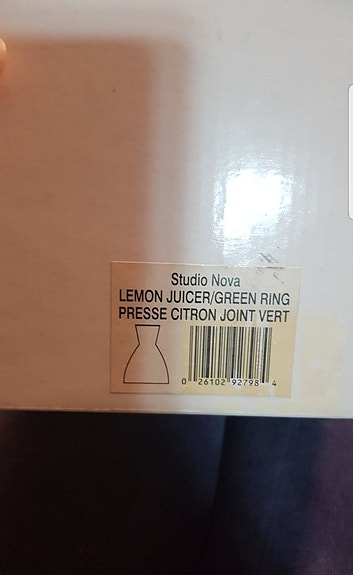 Studio Nova
LEMON JUICER/GREEN RING
PRESSE CITRON JOINT VERT
0 26102 92798 4